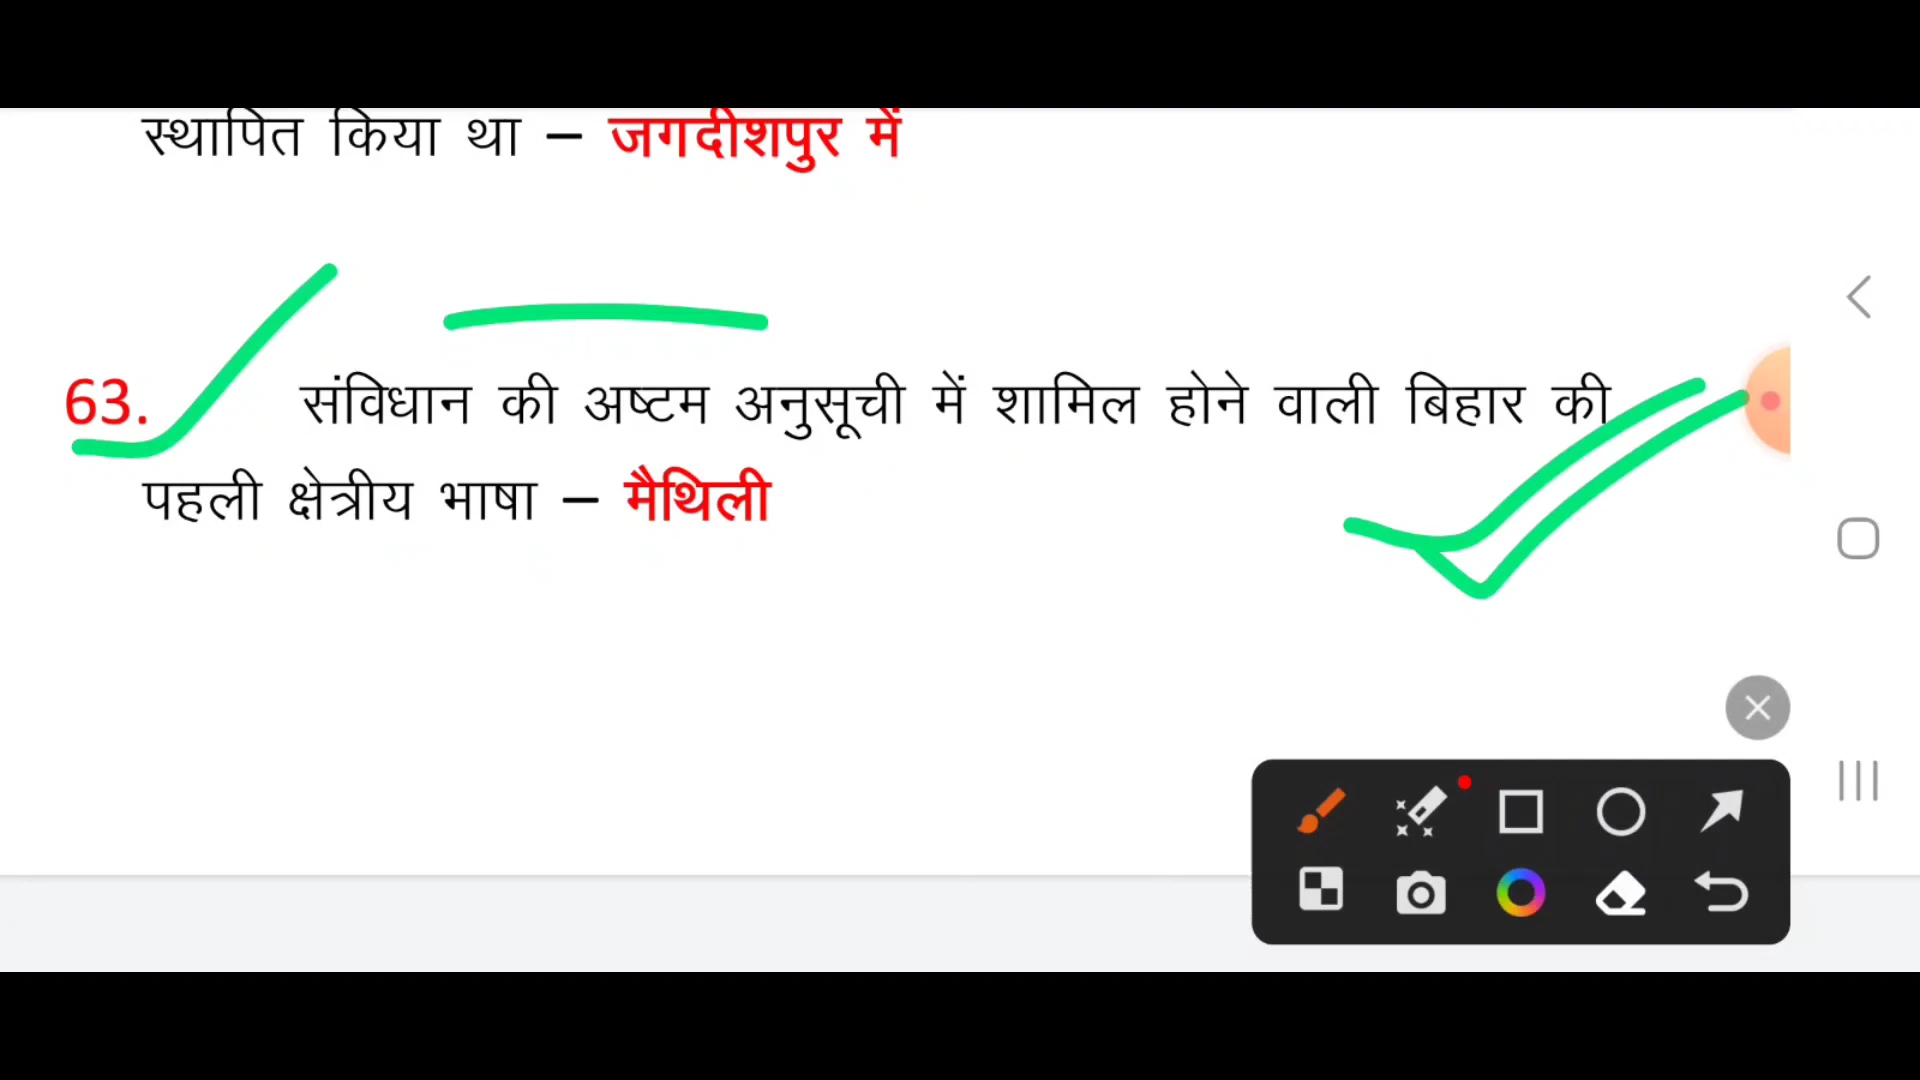 स्थापित किया था – जगदीशपुर में
63. संविधान की अष्टम अनुसूची में शामिल होने वाली बिहार की
पहली क्षेत्रीय भाषा – मैथिली